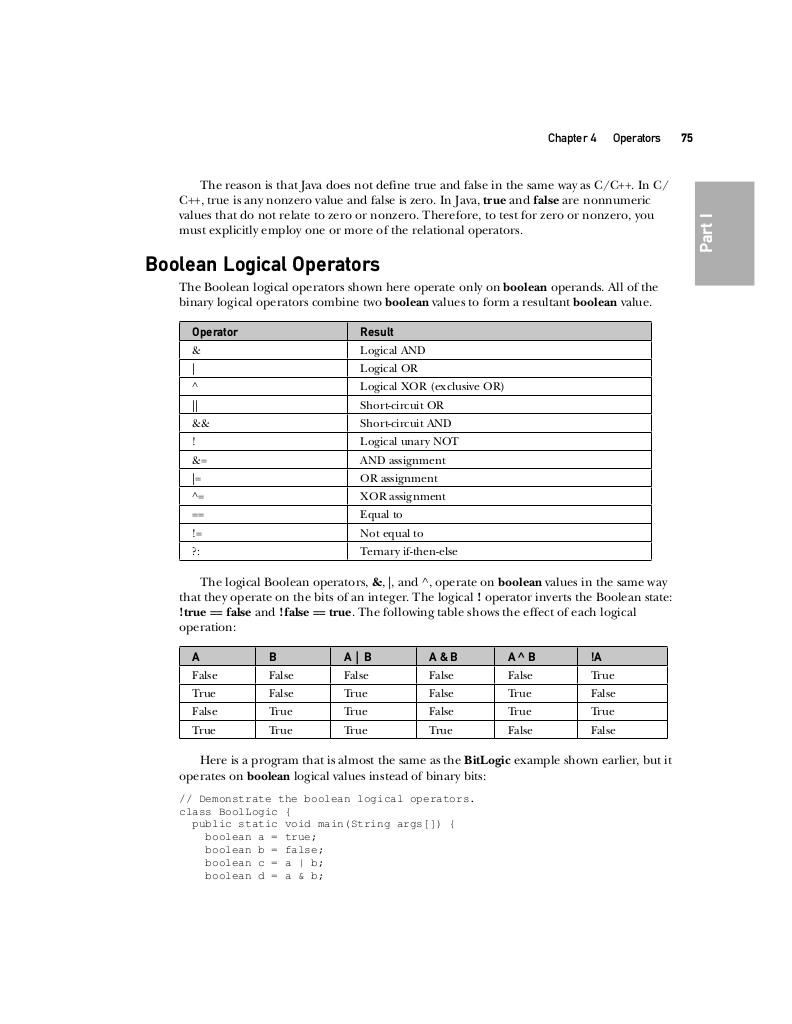 Chapter 4 Operators 75
Part I
The reason is that Java does not define true and false in the same way as C/C++. In C/
C++, true is any nonzero value and false is zero. In Java, true and false are nonnumeric
values that do not relate to zero or nonzero. Therefore, to test for zero or nonzero, you
must explicitly employ one or more of the relational operators.
Boolean Logical Operators
The Boolean logical operators shown here operate only on boolean operands. All of the
binary logical operators combine two boolean values to form a resultant boolean value.
Operator Result
& Logical AND
| Logical OR
^ Logical XOR (exclusive OR)
|| Short-circuit OR
&& Short-circuit AND
! Logical unary NOT
&= AND assignment
|= OR assignment
^= XOR assignment
== Equal to
!= Not equal to
?: Ternary if-then-else
The logical Boolean operators, &, |, and ^, operate on boolean values in the same way
that they operate on the bits of an integer. The logical ! operator inverts the Boolean state:
!true == false and !false == true. The following table shows the effect of each logical
operation:
A B A | B A & B A ^ B !A
False False False False False True
True False True False True False
False True True False True True
True True True True False False
Here is a program that is almost the same as the BitLogic example shown earlier, but it
operates on boolean logical values instead of binary bits:
// Demonstrate the boolean logical operators.
class BoolLogic {
public static void main(String args[]) {
boolean a = true;
boolean b = false;
boolean c = a | b;
boolean d = a & b;